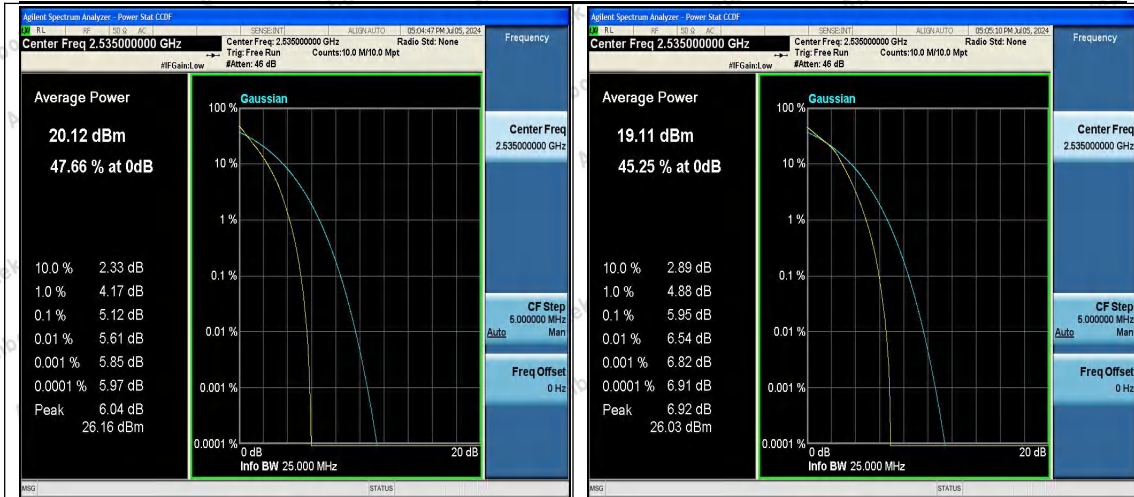 Agilent Spectrum Analyzer - Power Stat CCDF
RL RF 50 Ω AC SENSE:INT ALIGN AUTO 05:04:47 PM Jul 05, 2024
Center Freq 2.535000000 GHz
Center Freq: 2.535000000 GHz Radio Std: None
Trig: Free Run Counts:10.0 M/10.0 Mpt
#IFGain:Low #Atten: 46 dB
Frequency
Average Power
20.12 dBm
47.66 % at 0dB
10.0 % 2.33 dB
1.0 % 4.17 dB
0.1 % 5.12 dB
0.01 % 5.61 dB
0.001 % 5.85 dB
0.0001 % 5.97 dB
Peak 6.04 dB
26.16 dBm
Gaussian
100 %
10 %
1 %
0.1 %
0.01 %
0.001 %
0.0001 %
0 dB 20 dB
Info BW 25.000 MHz
Center Freq
2.535000000 GHz
CF Step
5.000000 MHz
Auto Man
Freq Offset
0 Hz
MSG STATUS
Agilent Spectrum Analyzer - Power Stat CCDF
RL RF 50 Ω AC SENSE:INT ALIGN AUTO 05:05:10 PM Jul 05, 2024
Center Freq 2.535000000 GHz
Center Freq: 2.535000000 GHz Radio Std: None
Trig: Free Run Counts:10.0 M/10.0 Mpt
#IFGain:Low #Atten: 46 dB
Frequency
Average Power
19.11 dBm
45.25 % at 0dB
10.0 % 2.89 dB
1.0 % 4.88 dB
0.1 % 5.95 dB
0.01 % 6.54 dB
0.001 % 6.82 dB
0.0001 % 6.91 dB
Peak 6.92 dB
26.03 dBm
Gaussian
100 %
10 %
1 %
0.1 %
0.01 %
0.001 %
0.0001 %
0 dB 20 dB
Info BW 25.000 MHz
Center Freq
2.535000000 GHz
CF Step
5.000000 MHz
Auto Man
Freq Offset
0 Hz
MSG STATUS